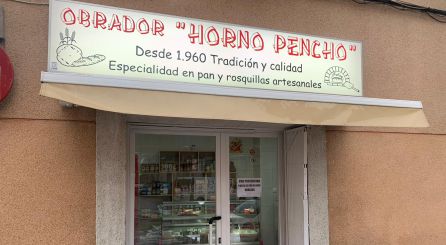 OBRADOR "HORNO PENCHO"
Desde 1.960 Tradición y calidad
Especialidad en pan y rosquillas artesanales